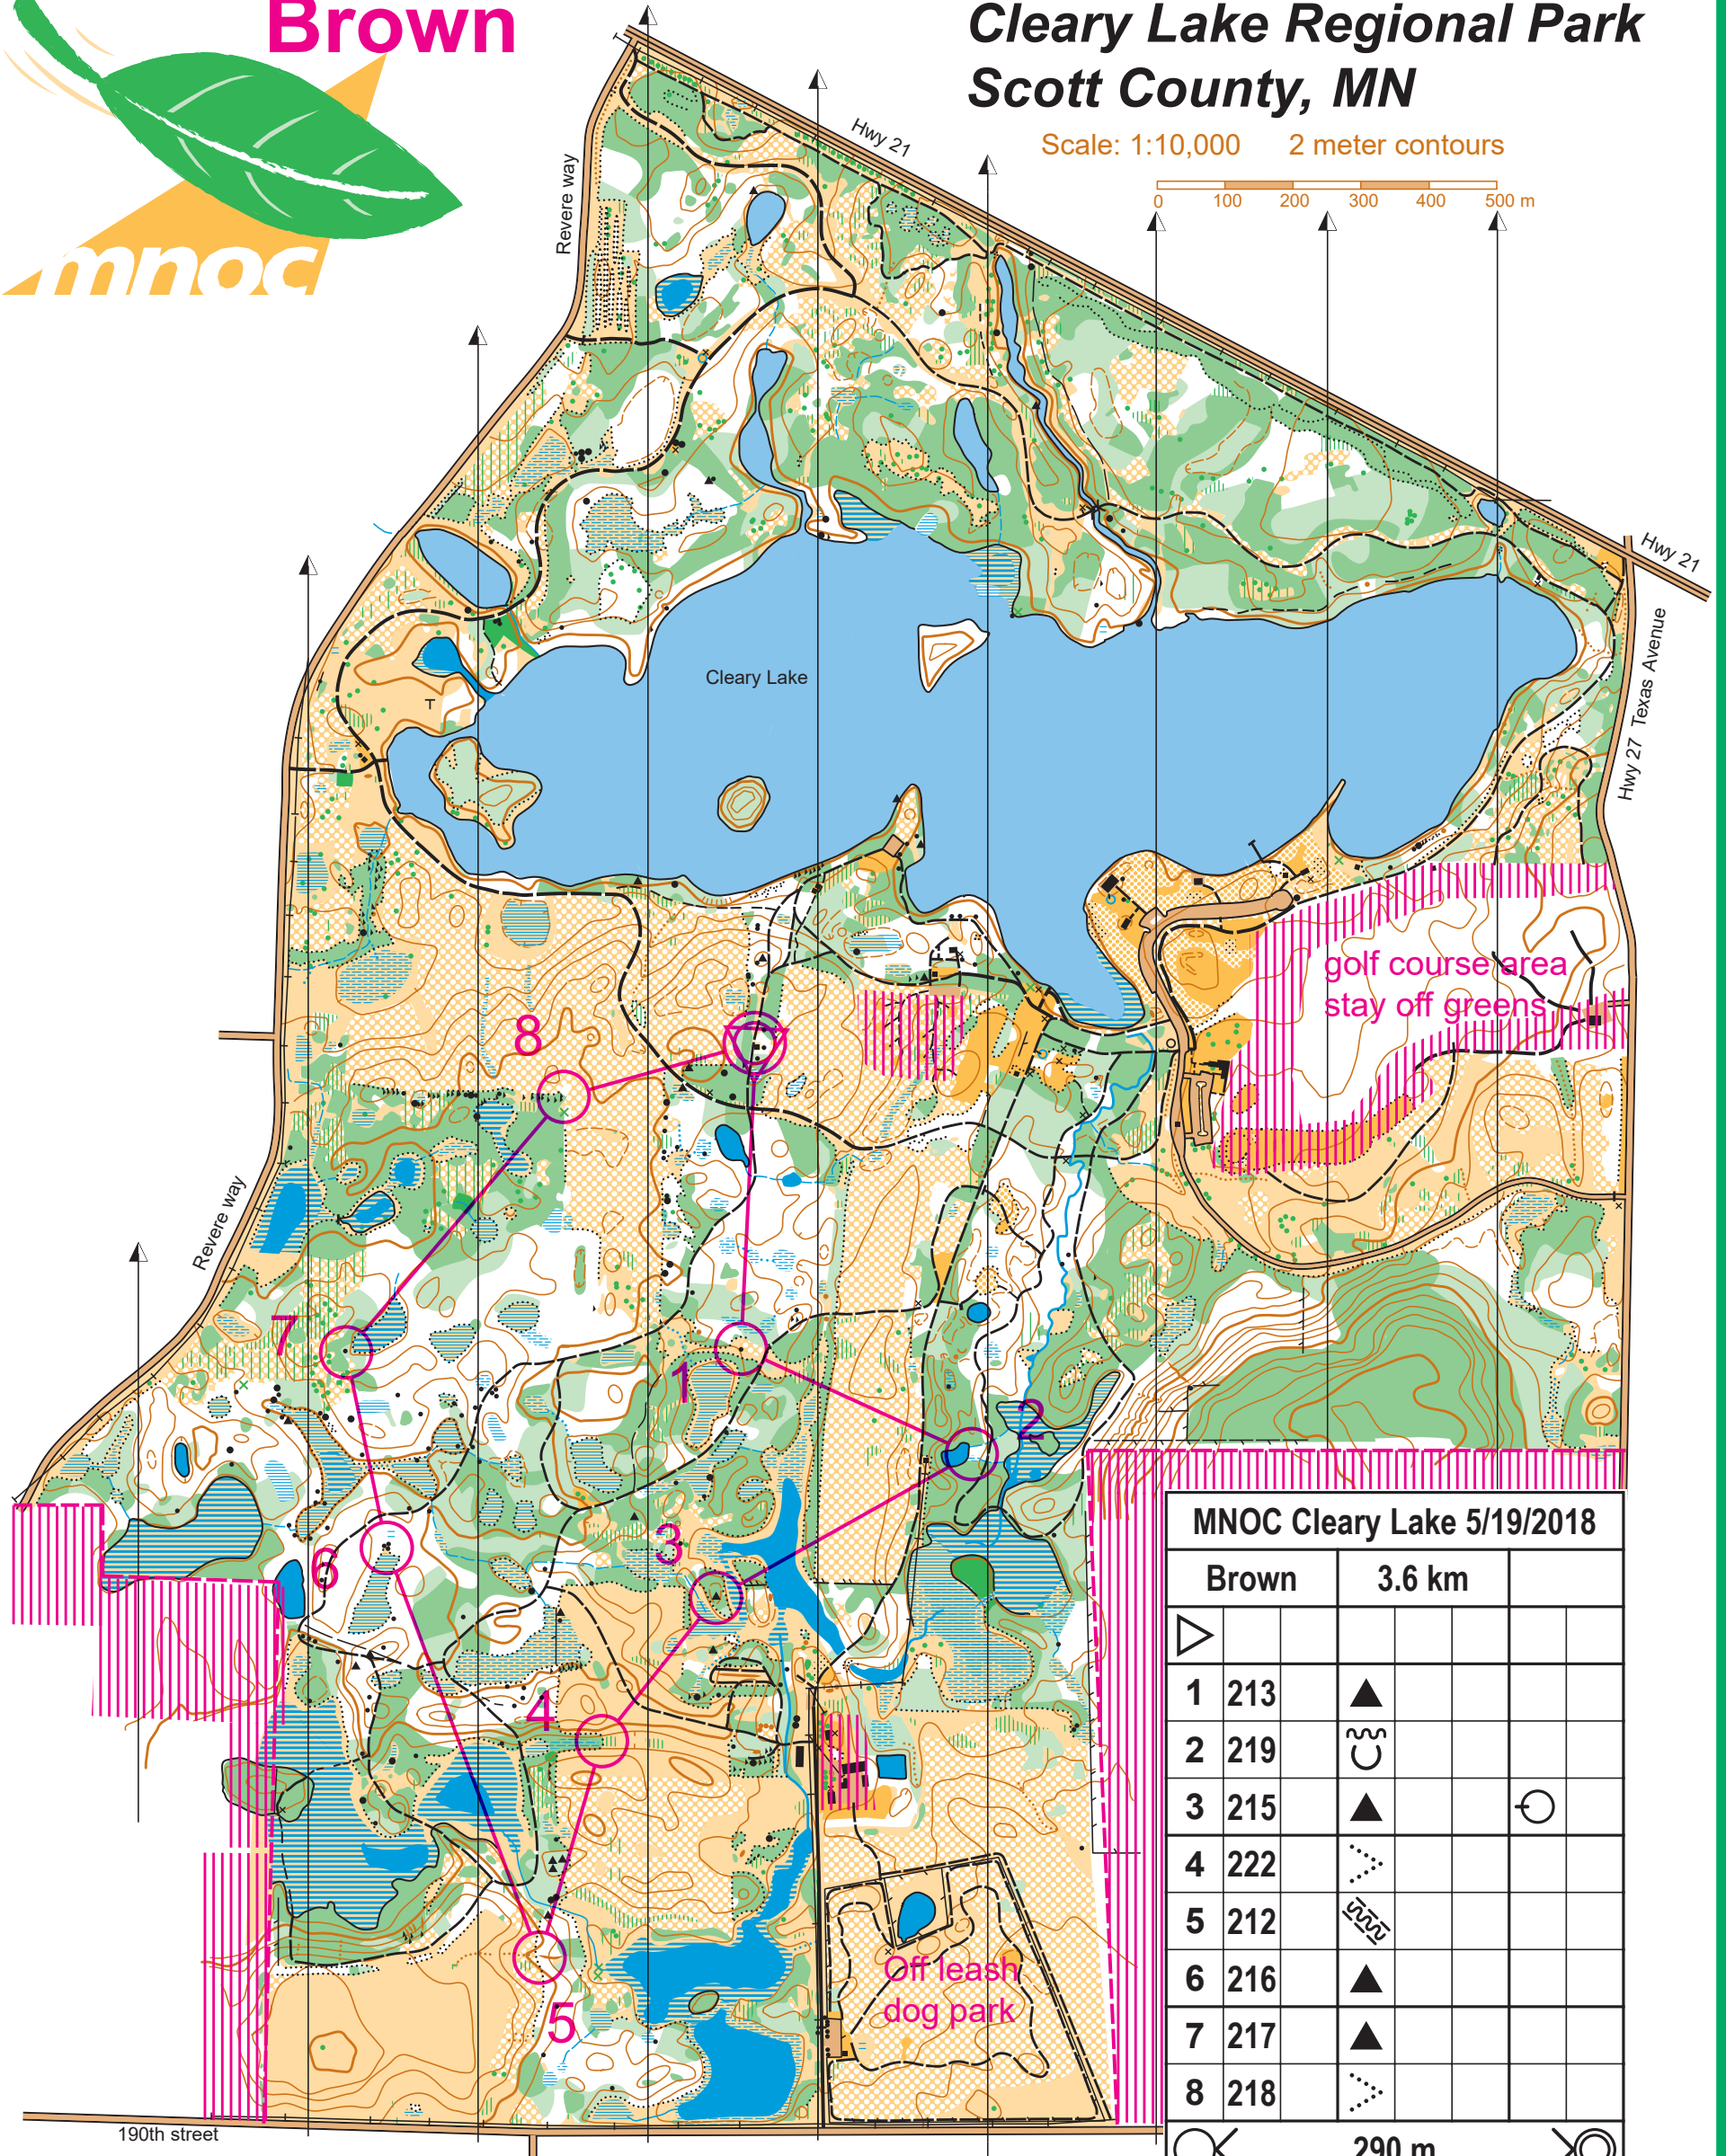 Brown
mnoc
Cleary Lake Regional Park
Scott County, MN
Scale: 1:10,000 2 meter contours
0 100 200 300 400 500 m
Hwy 21
Revere way
Hwy 21
Hwy 27 Texas Avenue
Cleary Lake
T
golf course area
stay off greens
8
Revere way
7
1
2
3
6
4
5
Off leash
dog park
190th street
MNOC Cleary Lake 5/19/2018
Brown 3.6 km
1 213
2 219
3 215
4 222
5 212
6 216
7 217
8 218
290 m